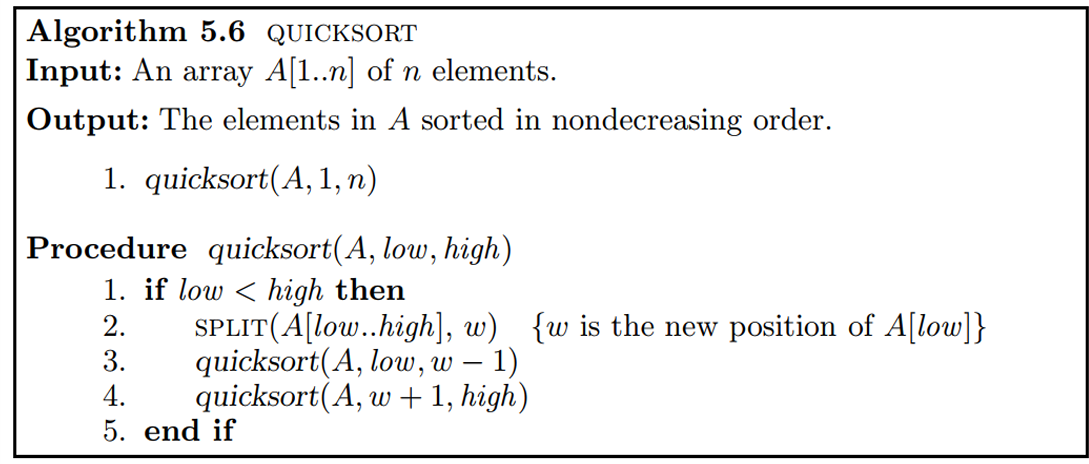 Algorithm 5.6 QUICKSORT
Input: An array A[1..n] of n elements.
Output: The elements in A sorted in nondecreasing order.
1. quicksort(A, 1, n)
Procedure quicksort(A, low, high)
1. if low < high then
2. SPLIT(A[low..high], w) {w is the new position of A[low]}
3. quicksort(A, low, w − 1)
4. quicksort(A, w + 1, high)
5. end if